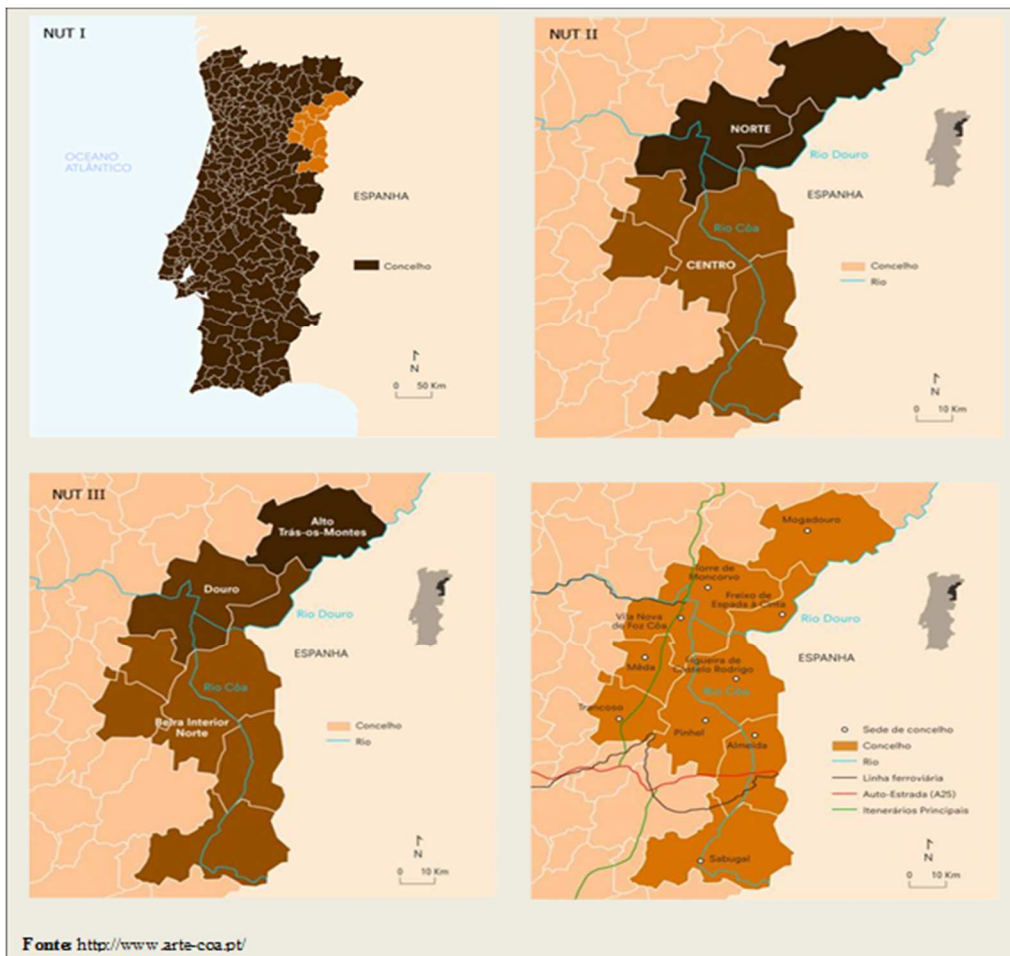 NUT I
OCEANO
ATLÂNTICO
ESPANHA
Concelho
N
0 50 Km
NUT II
NORTE
Rio Douro
ESPANHA
Rio Côa
CENTRO
Concelho
Rio
N
0 10 Km
NUT III
Alto
Trás-os-Montes
Douro
Rio Douro
ESPANHA
Rio Côa
Beira Interior
Norte
Concelho
Rio
N
0 10 Km
Mogadouro
Torre de
Moncorvo
Freixo de
Espada à Cinta
Rio Douro
Vila Nova
de Foz Côa
ESPANHA
Mêda
Figueira de
Castelo Rodrigo
Rio Côa
Trancoso
Pinhel
Almeida
Sabugal
Sede de concelho
Concelho
Rio
Linha ferroviária
Auto-Estrada (A25)
Itenerários Principais
N
0 10 Km
Fonte: http://www.arte-coa.pt/